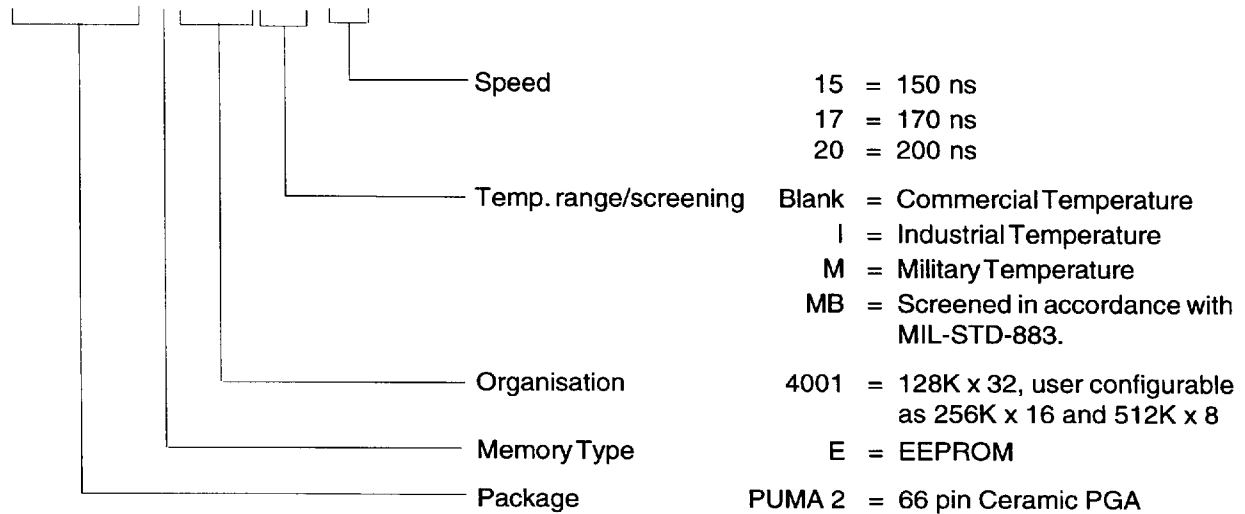 Speed 15 = 150 ns
17 = 170 ns
20 = 200 ns
Temp. range/screening Blank = Commercial Temperature
I = Industrial Temperature
M = Military Temperature
MB = Screened in accordance with
MIL-STD-883.
Organisation 4001 = 128K x 32, user configurable
as 256K x 16 and 512K x 8
Memory Type E = EEPROM
Package PUMA 2 = 66 pin Ceramic PGA